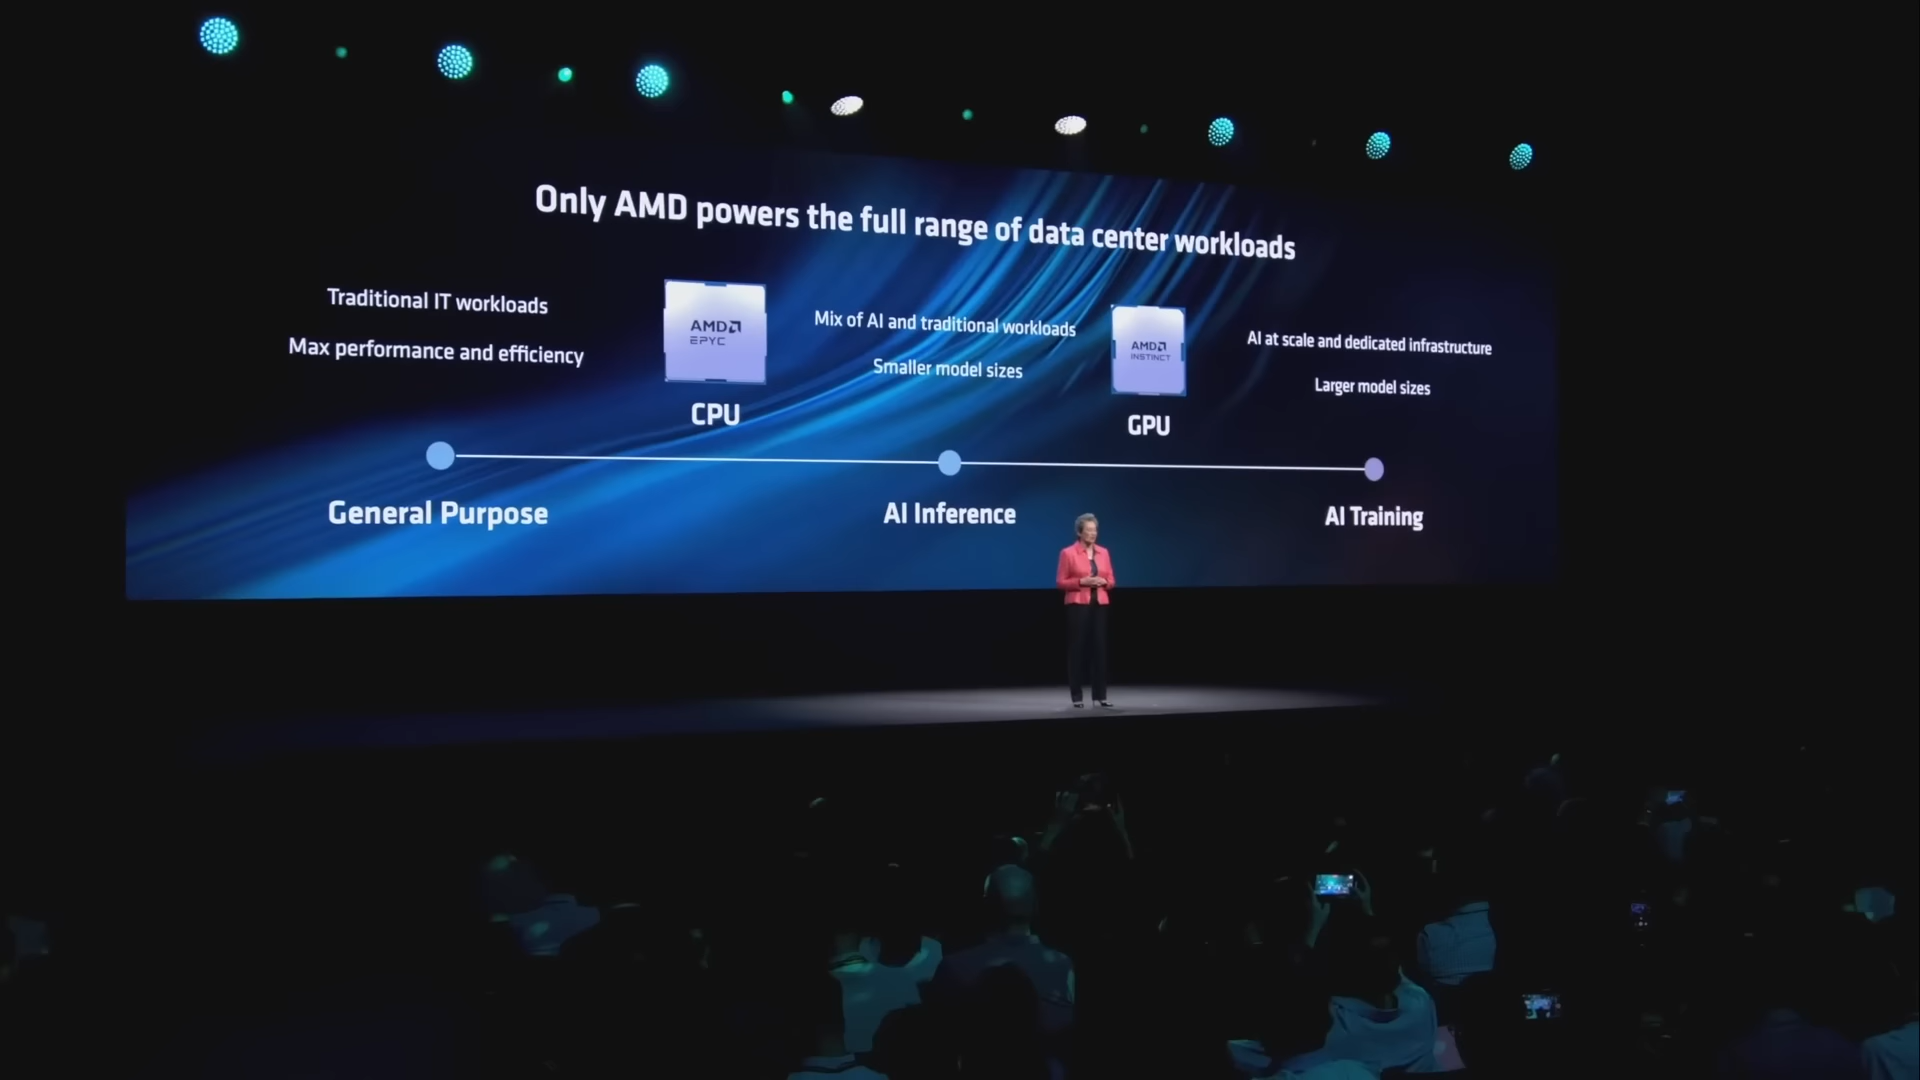 Only AMD powers the full range of data center workloads
Traditional IT workloads
Max performance and efficiency
AMD
EPYC
CPU
Mix of AI and traditional workloads
Smaller model sizes
AMD
INSTINCT
GPU
AI at scale and dedicated infrastructure
Larger model sizes
General Purpose
AI Inference
AI Training